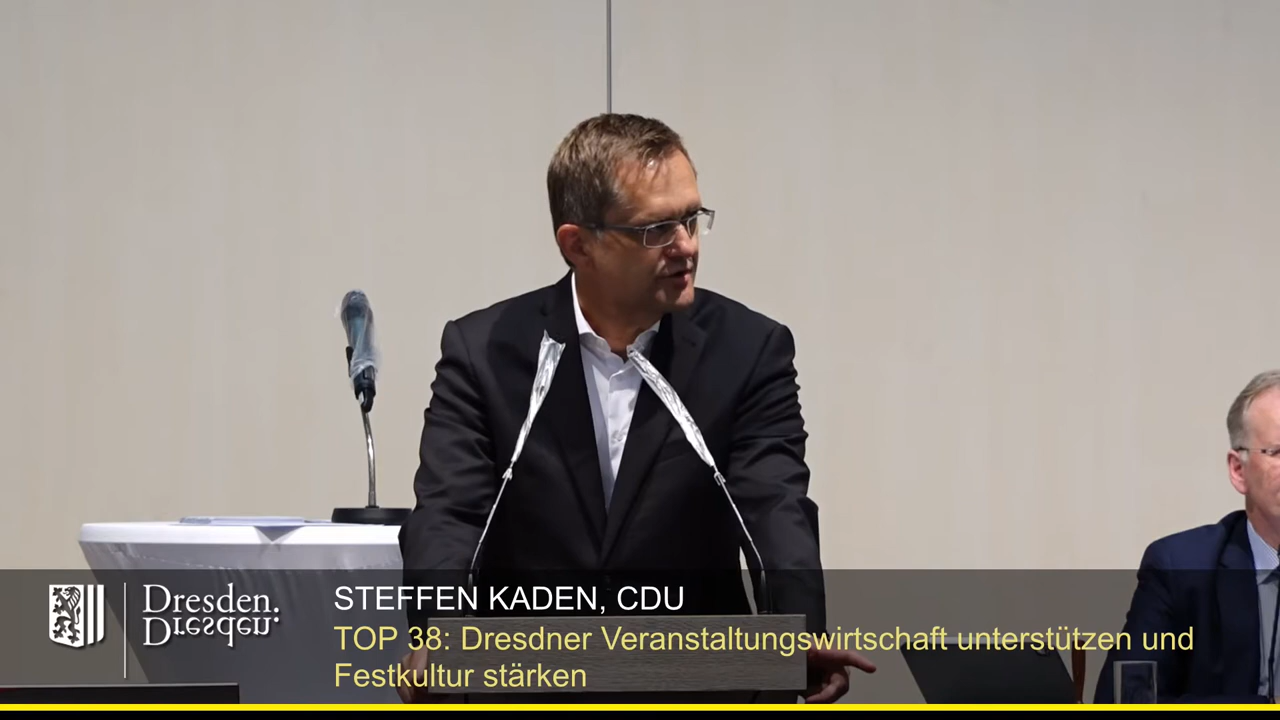 Dresden.
Dresden.
STEFFEN KADEN, CDU
TOP 38: Dresdner Veranstaltungswirtschaft unterstützen und
Festkultur stärken